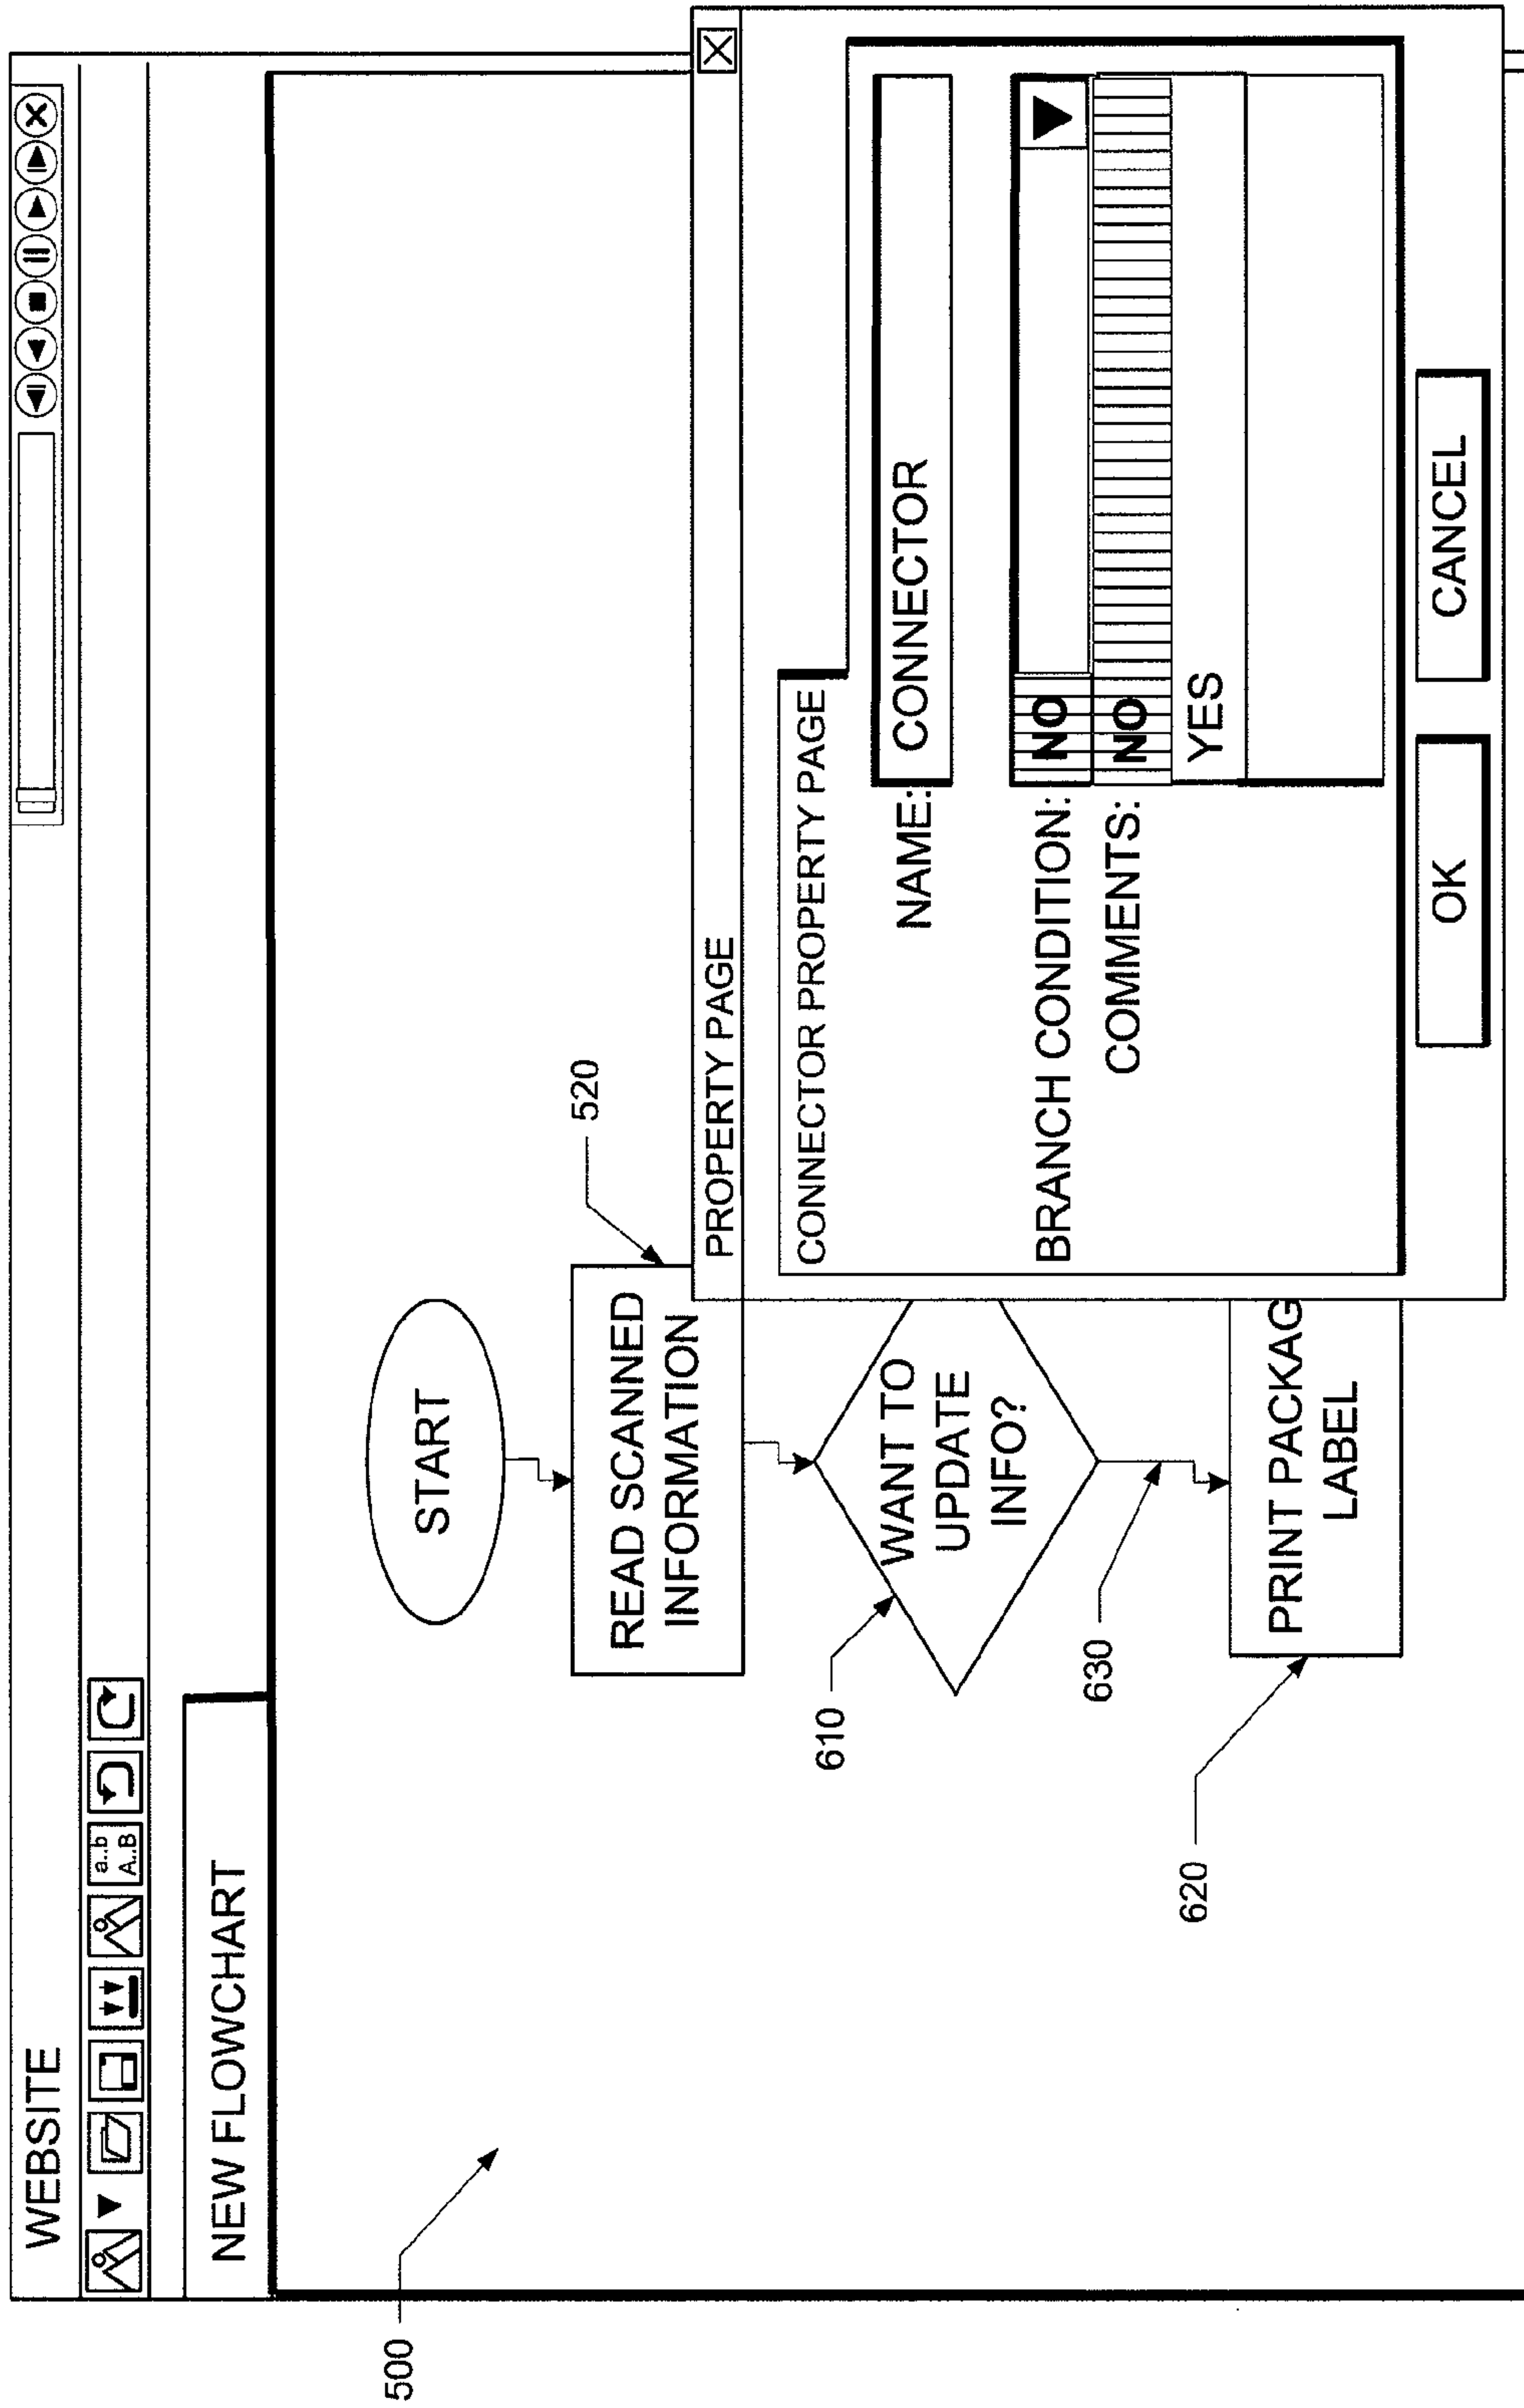 WEBSITE
a..b
A..B
NEW FLOWCHART
500
START
READ SCANNED
INFORMATION
520
WANT TO
UPDATE
INFO?
610
630
PRINT PACKAG
LABEL
620
PROPERTY PAGE
CONNECTOR PROPERTY PAGE
NAME: CONNECTOR
BRANCH CONDITION: NO
COMMENTS: NO
YES
OK
CANCEL